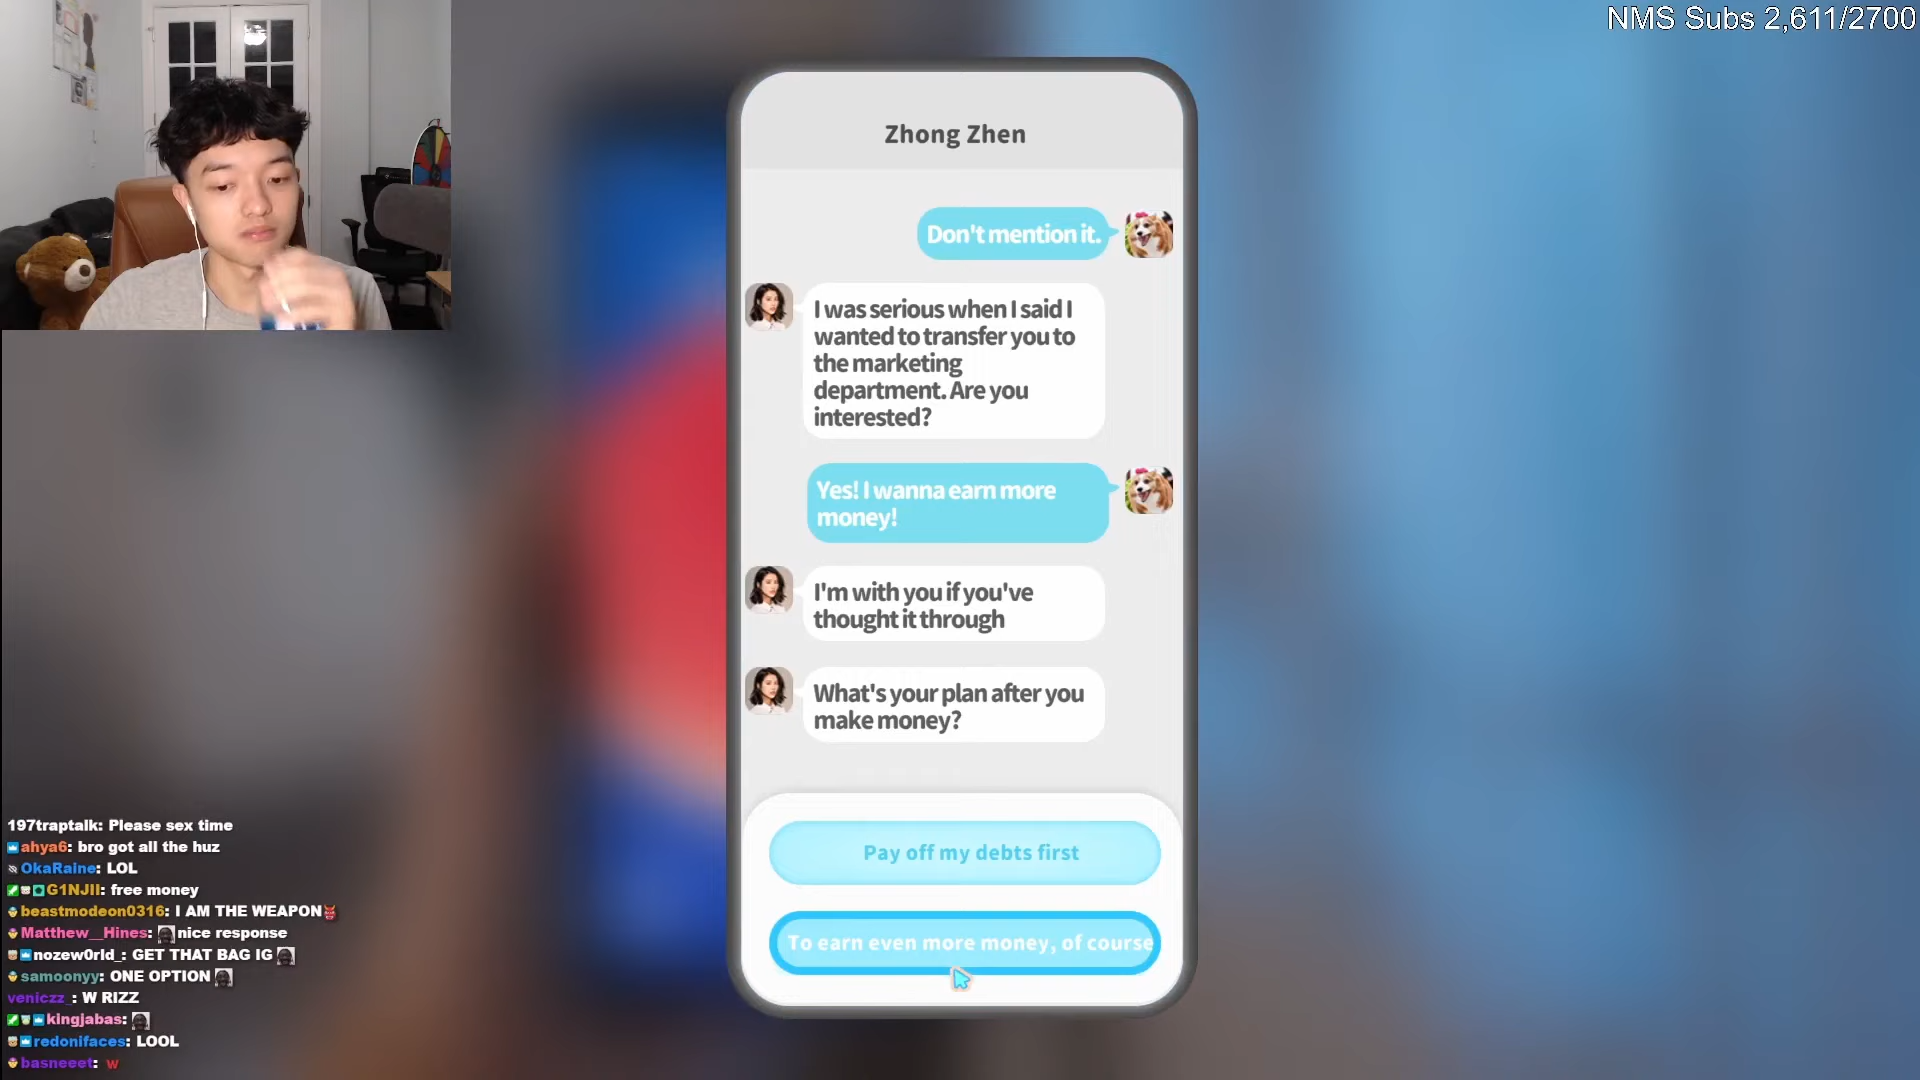 NMS Subs 2,611/2700
Zhong Zhen
Don't mention it.
I was serious when I said I
wanted to transfer you to
the marketing
department. Are you
interested?
Yes! I wanna earn more
money!
I'm with you if you've
thought it through
What's your plan after you
make money?
Pay off my debts first
To earn even more money, of course
197traptalk: Please sex time
ahya6: bro got all the huz
OkaRaine: LOL
G1NJII: free money
beastmodeon0316: I AM THE WEAPON
Matthew__Hines: nice response
nozew0rld_: GET THAT BAG IG
samoonyy: ONE OPTION
veniczz_: W RIZZ
kingjabas:
redonifaces: LOOL
basneeet: w